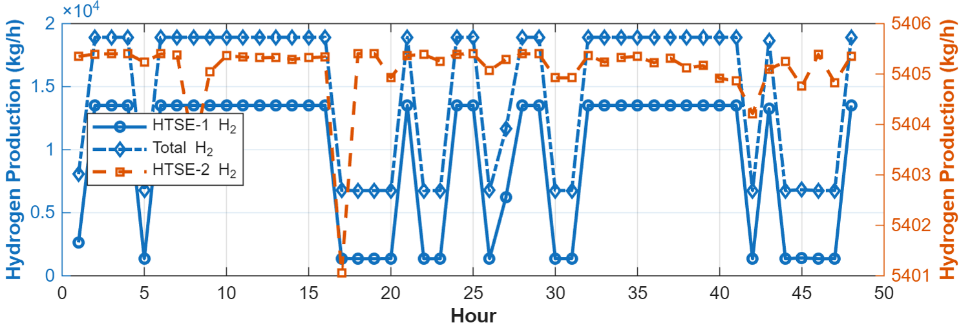 ×10⁴
2
1.5
1
0.5
0
Hydrogen Production (kg/h)
5406
5405
5404
5403
5402
5401
Hydrogen Production (kg/h)
HTSE-1 H₂
Total H₂
HTSE-2 H₂
0 5 10 15 20 25 30 35 40 45 50
Hour